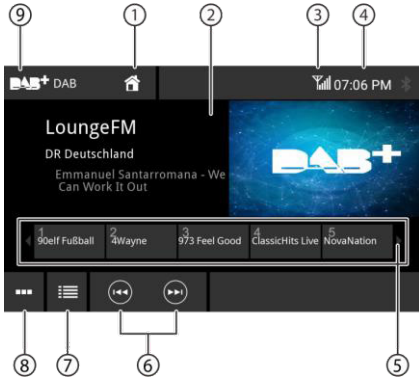 ⑨ ① ② ③ ④
DAB+ DAB 07:06 PM
LoungeFM
DR Deutschland
DAB+
Emmanuel Santarromana - We
Can Work It Out
1 2 3 4 5
90elf Fußball 4Wayne 973 Feel Good ClassicHits Live NovaNation
⑧ ⑦ ⑥ ⑤